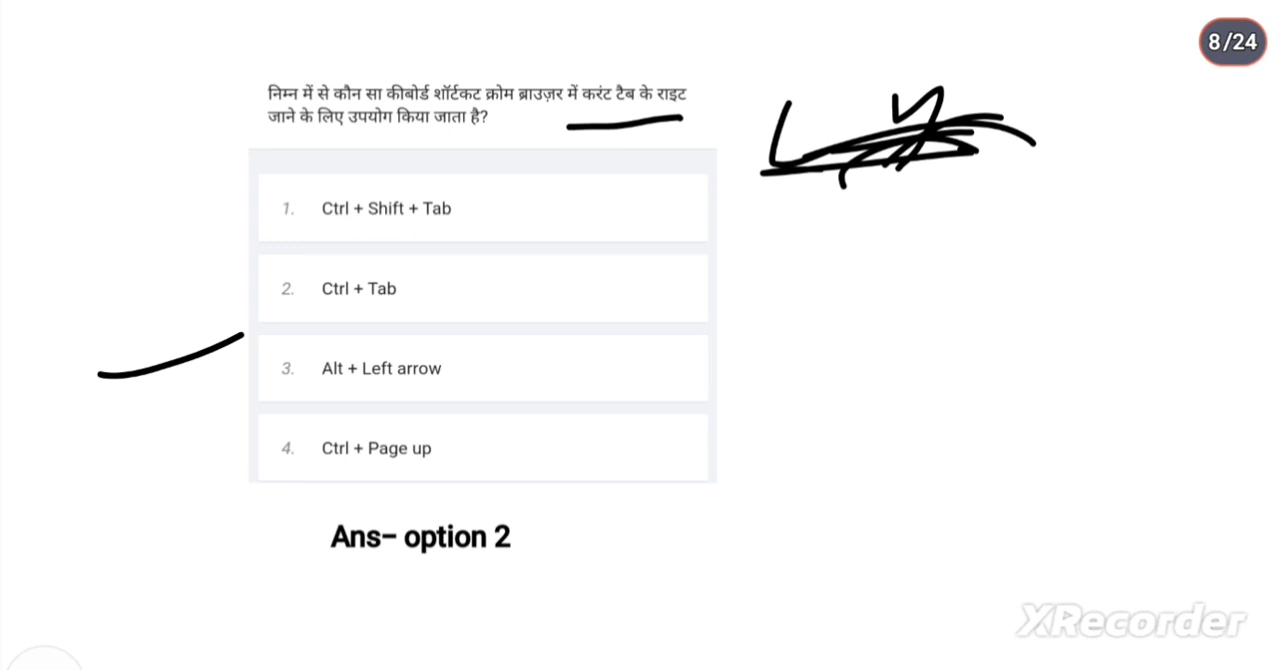 8/24
निम्न में से कौन सा कीबोर्ड शॉर्टकट क्रोम ब्राउज़र में करंट टैब के राइट
जाने के लिए उपयोग किया जाता है?
1. Ctrl + Shift + Tab
2. Ctrl + Tab
3. Alt + Left arrow
4. Ctrl + Page up
Ans- option 2
XRecorder